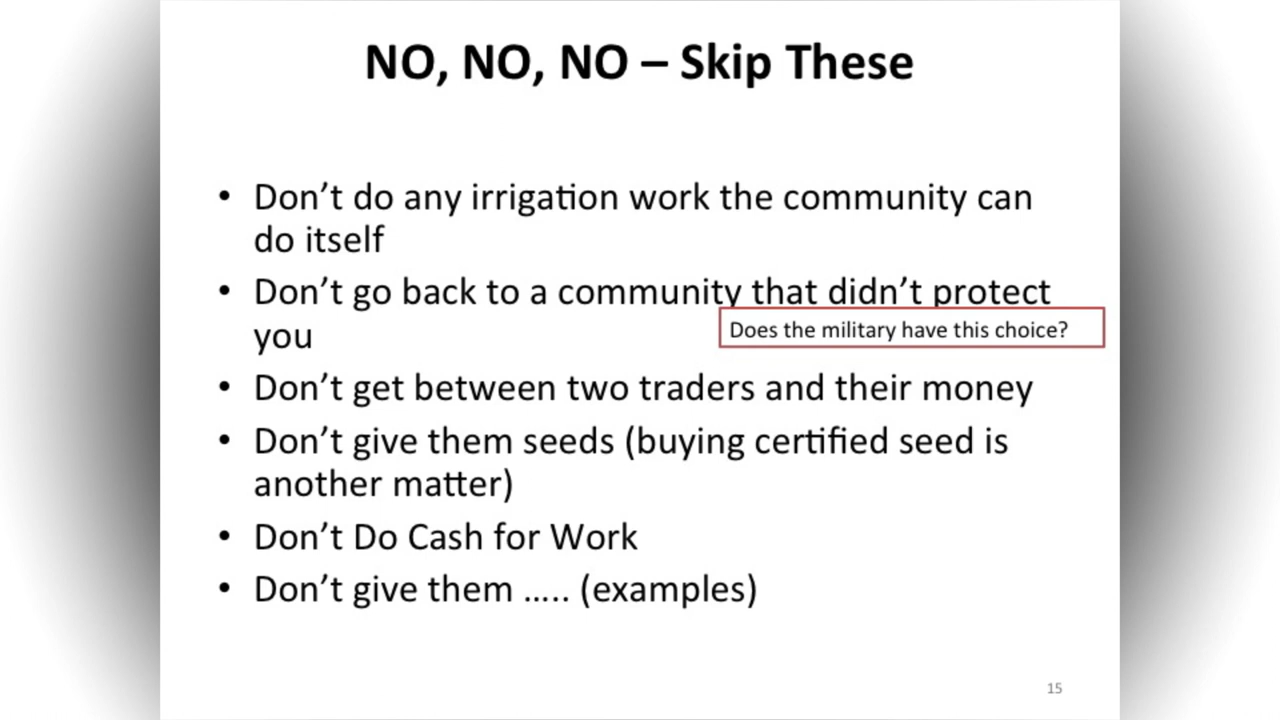 NO, NO, NO – Skip These
• Don’t do any irrigation work the community can
do itself
• Don’t go back to a community that didn’t protect
you
Does the military have this choice?
• Don’t get between two traders and their money
• Don’t give them seeds (buying certified seed is
another matter)
• Don’t Do Cash for Work
• Don’t give them ….. (examples)
15